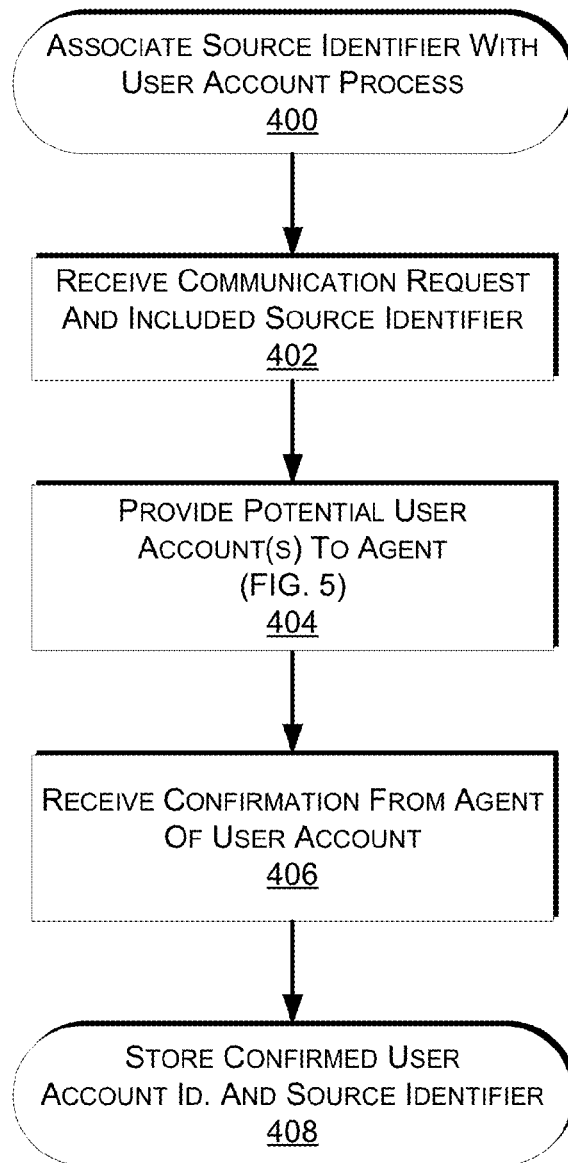 ASSOCIATE SOURCE IDENTIFIER WITH
USER ACCOUNT PROCESS
400
RECEIVE COMMUNICATION REQUEST
AND INCLUDED SOURCE IDENTIFIER
402
PROVIDE POTENTIAL USER
ACCOUNT(S) TO AGENT
(FIG. 5)
404
RECEIVE CONFIRMATION FROM AGENT
OF USER ACCOUNT
406
STORE CONFIRMED USER
ACCOUNT ID. AND SOURCE IDENTIFIER
408